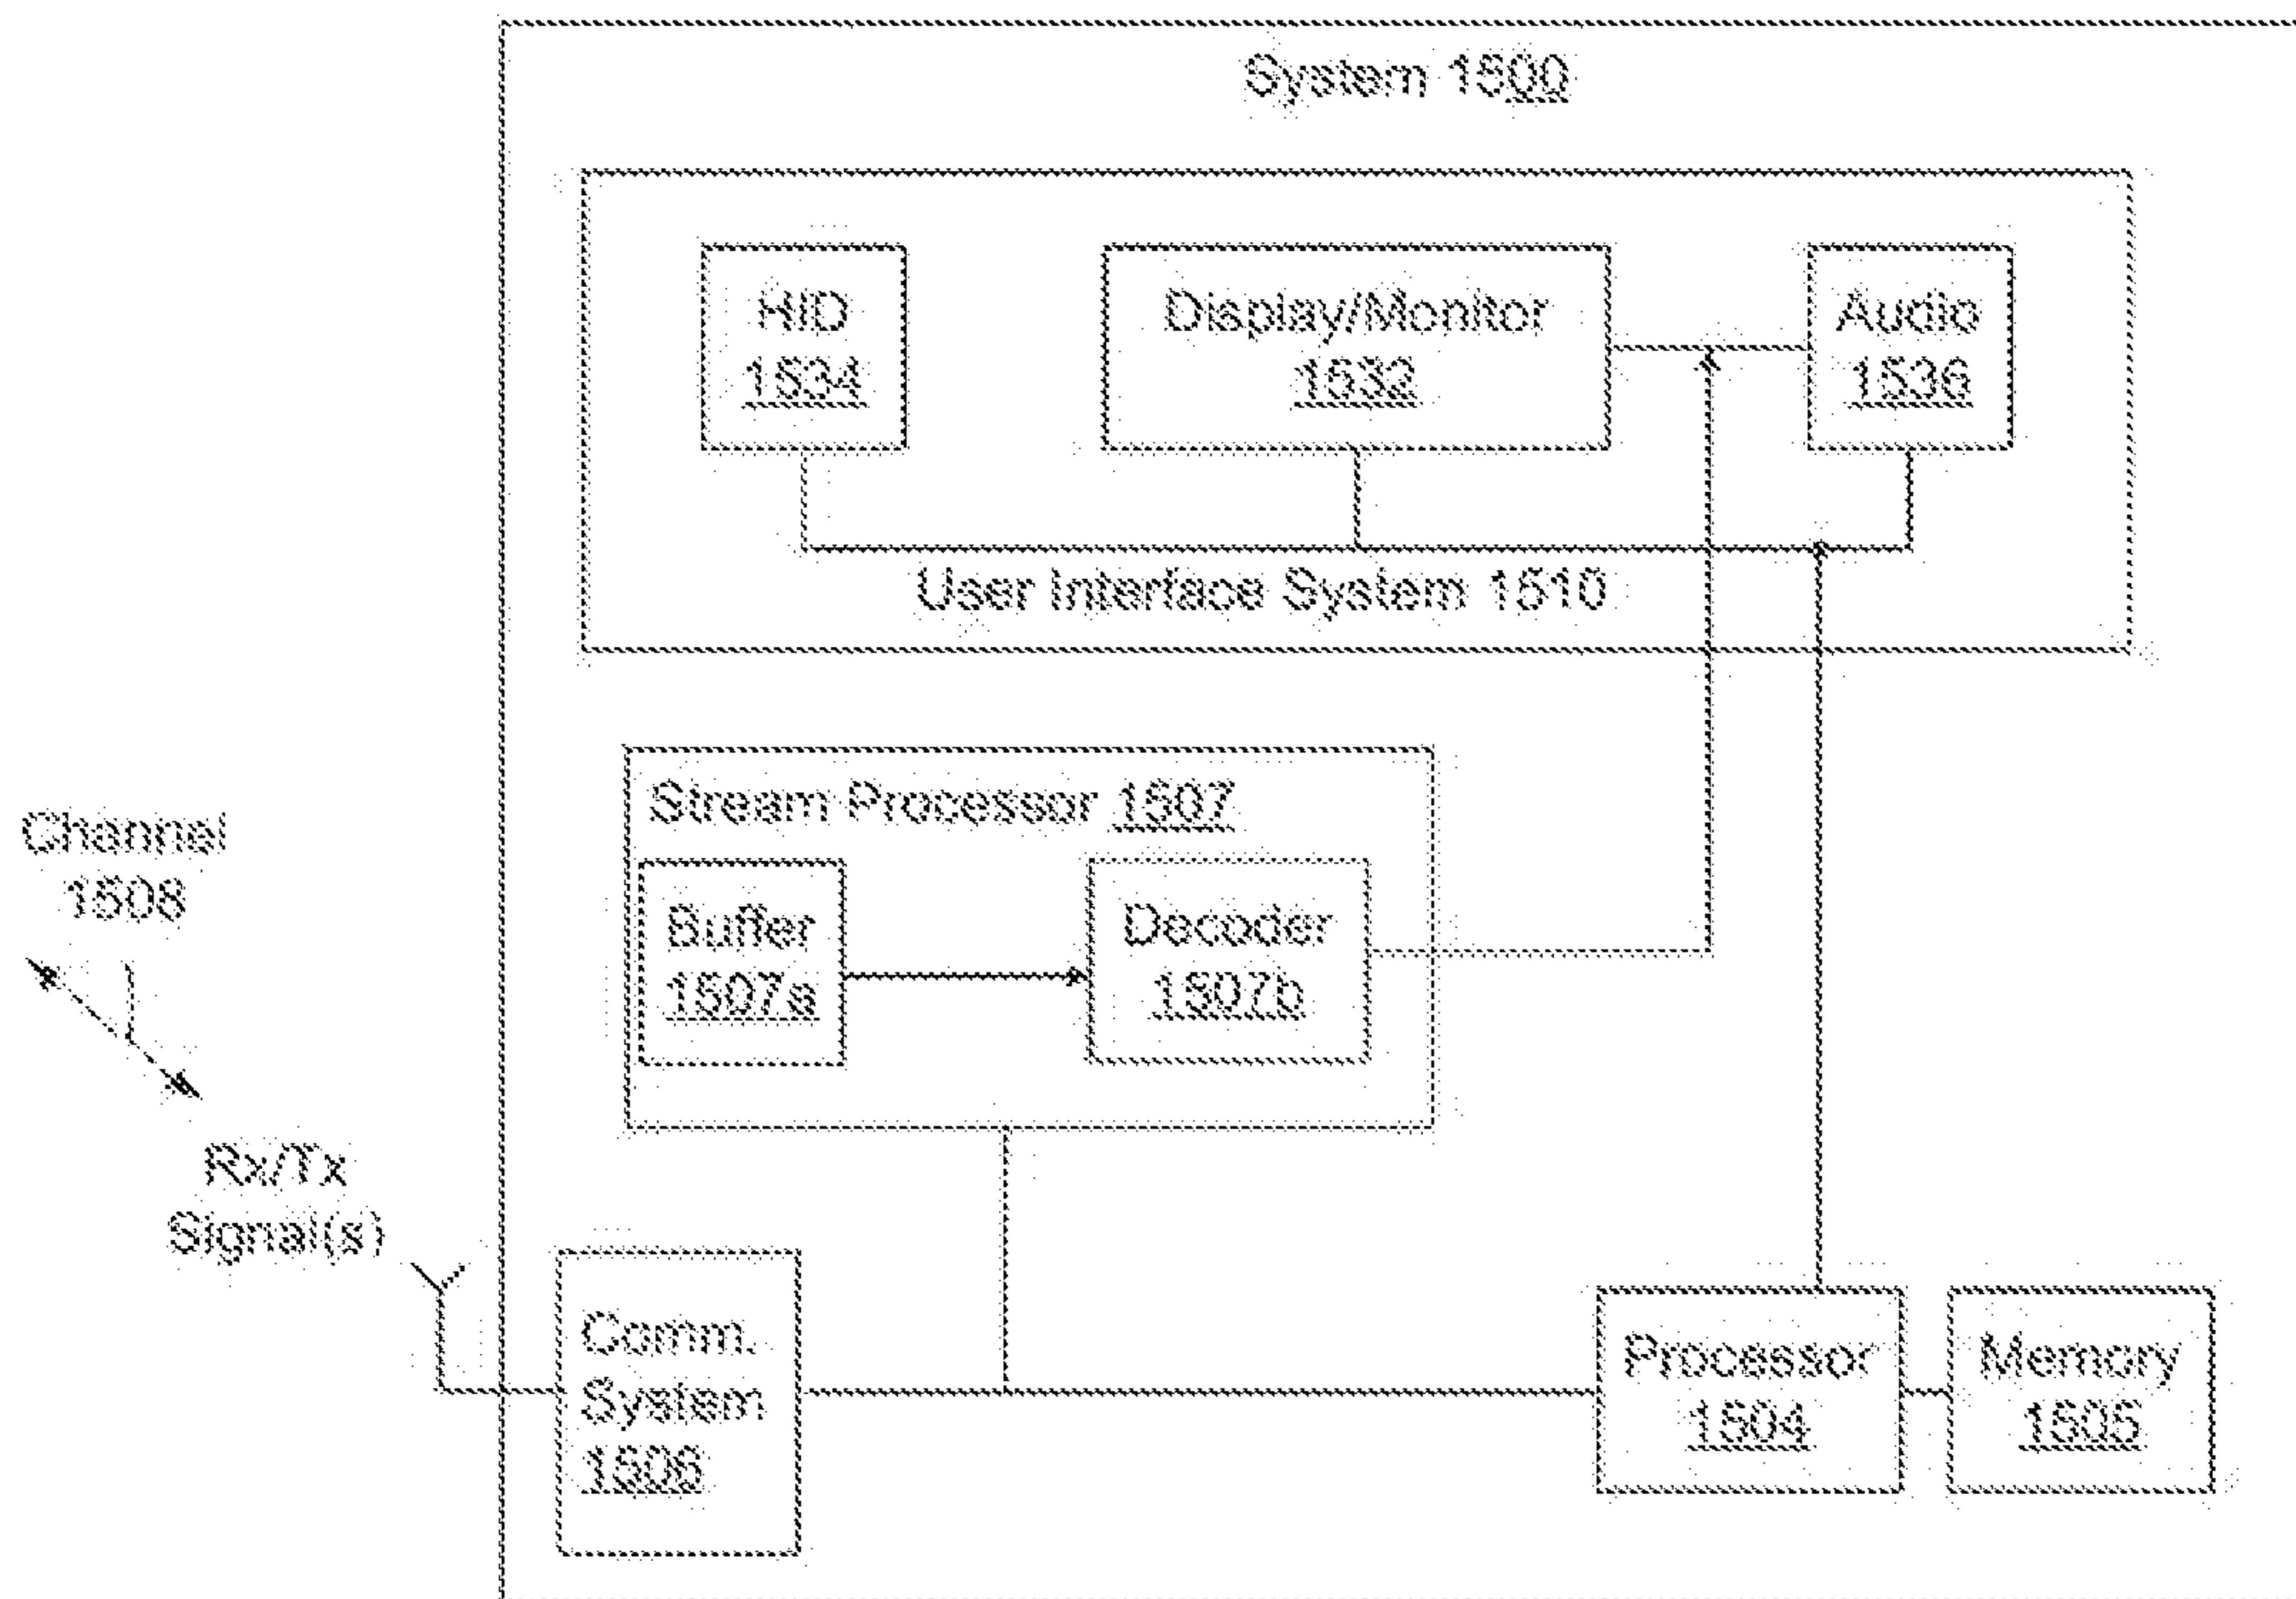 System 1500
HID
1534
Display/Monitor
1532
Audio
1536
User Interface System 1510
Stream Processor 1507
Buffer
1507a
Decoder
1507b
Channel
1508
Rx/Tx
Signal(s)
Comm.
System
1506
Processor
1504
Memory
1505